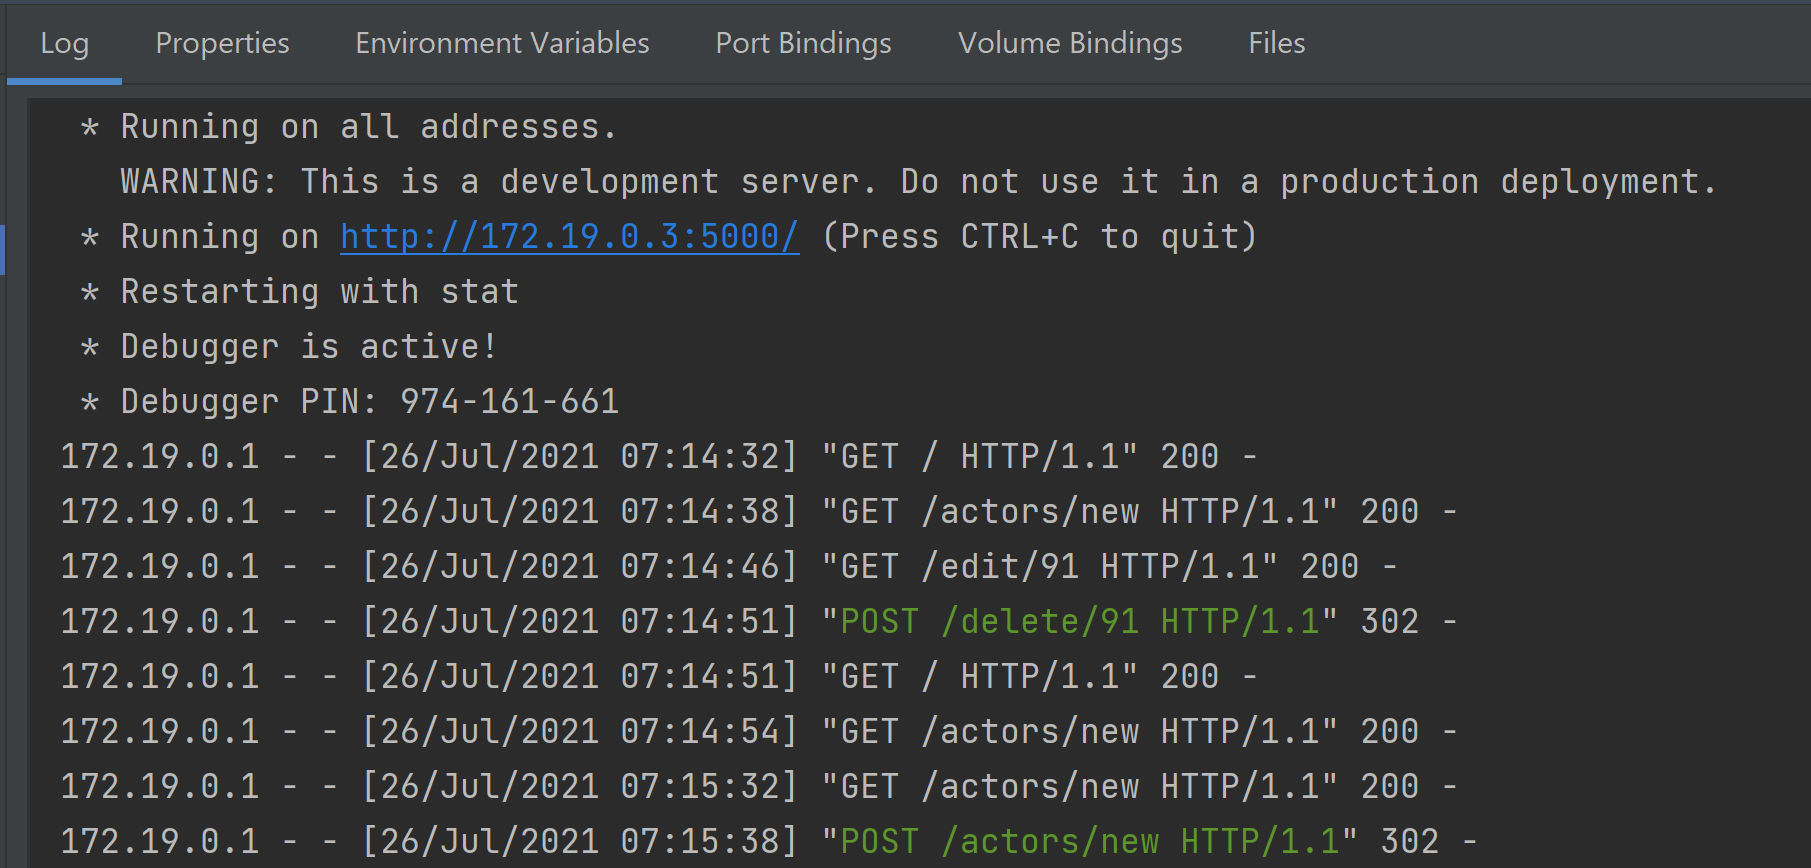 Log Properties Environment Variables Port Bindings Volume Bindings Files
* Running on all addresses.
WARNING: This is a development server. Do not use it in a production deployment.
* Running on http://172.19.0.3:5000/ (Press CTRL+C to quit)
* Restarting with stat
* Debugger is active!
* Debugger PIN: 974-161-661
172.19.0.1 - - [26/Jul/2021 07:14:32] "GET / HTTP/1.1" 200 -
172.19.0.1 - - [26/Jul/2021 07:14:38] "GET /actors/new HTTP/1.1" 200 -
172.19.0.1 - - [26/Jul/2021 07:14:46] "GET /edit/91 HTTP/1.1" 200 -
172.19.0.1 - - [26/Jul/2021 07:14:51] "POST /delete/91 HTTP/1.1" 302 -
172.19.0.1 - - [26/Jul/2021 07:14:51] "GET / HTTP/1.1" 200 -
172.19.0.1 - - [26/Jul/2021 07:14:54] "GET /actors/new HTTP/1.1" 200 -
172.19.0.1 - - [26/Jul/2021 07:15:32] "GET /actors/new HTTP/1.1" 200 -
172.19.0.1 - - [26/Jul/2021 07:15:38] "POST /actors/new HTTP/1.1" 302 -